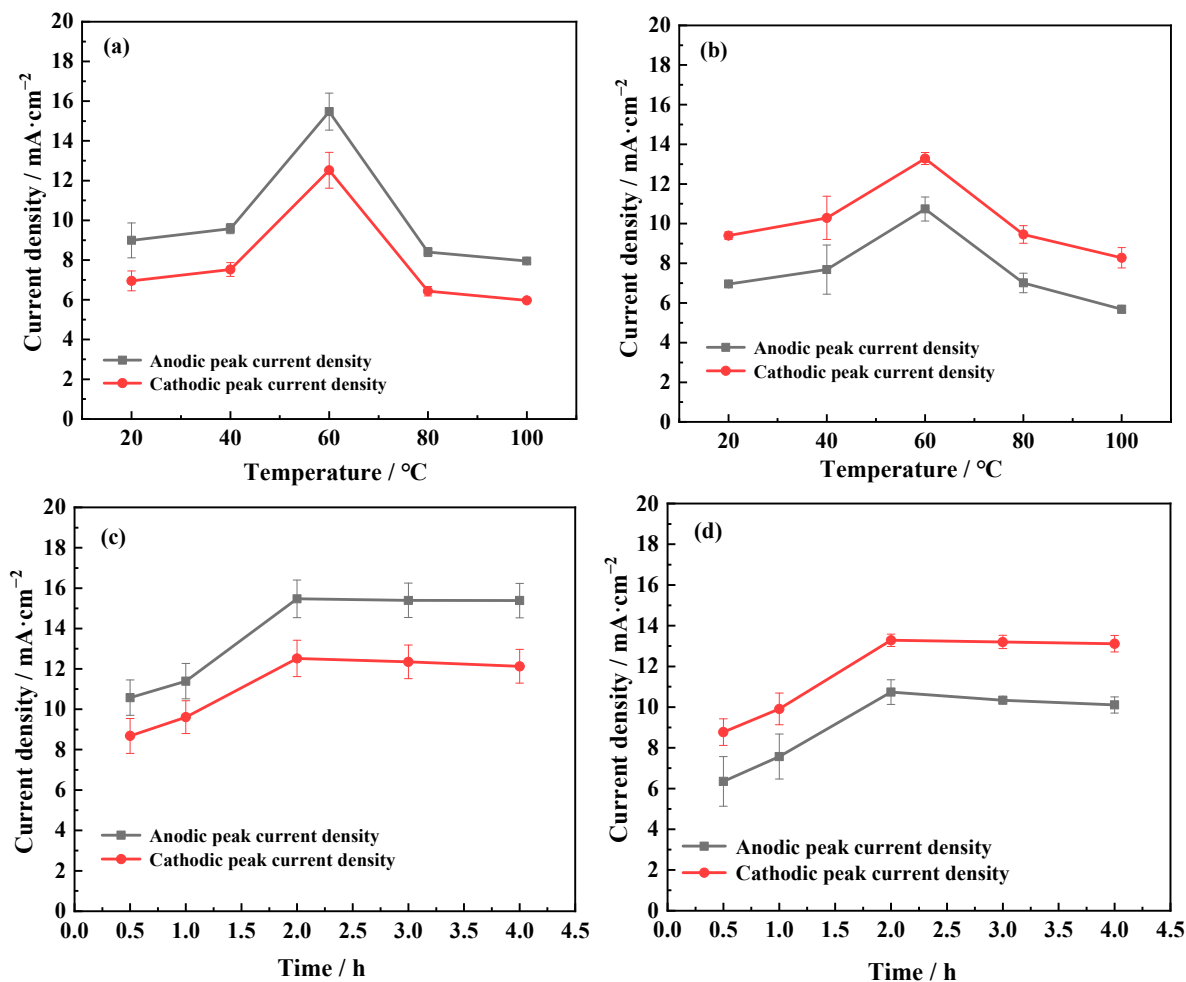 (a)
20
18
16
14
12
10
8
6
4
2
0
Current density / mA·cm⁻²
Anodic peak current density
Cathodic peak current density
20 40 60 80 100
Temperature / °C
(b)
20
18
16
14
12
10
8
6
4
2
0
Current density / mA·cm⁻²
Anodic peak current density
Cathodic peak current density
20 40 60 80 100
Temperature / °C
(c)
20
18
16
14
12
10
8
6
4
2
0
Current density / mA·cm⁻²
Anodic peak current density
Cathodic peak current density
0.0 0.5 1.0 1.5 2.0 2.5 3.0 3.5 4.0 4.5
Time / h
(d)
20
18
16
14
12
10
8
6
4
2
0
Current density / mA·cm⁻²
Anodic peak current density
Cathodic peak current density
0.0 0.5 1.0 1.5 2.0 2.5 3.0 3.5 4.0 4.5
Time / h